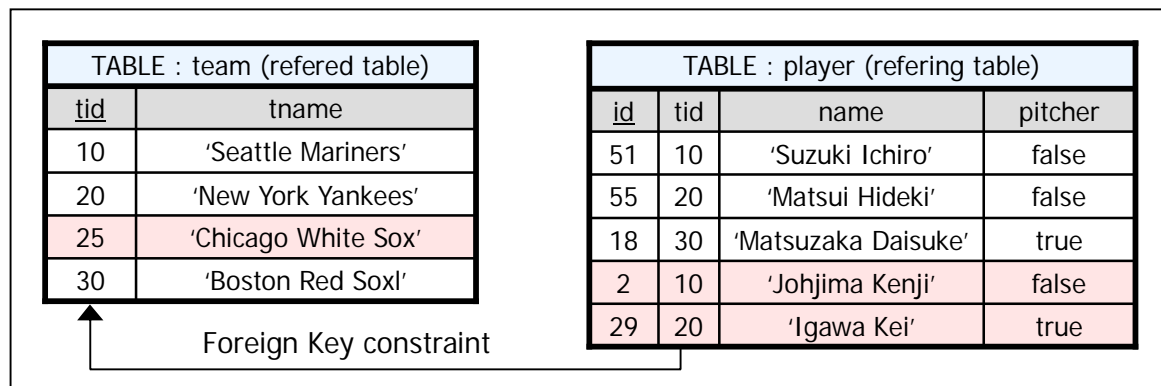 TABLE : team (refered table)
tid tname
10 ‘Seattle Mariners’
20 ‘New York Yankees’
25 ‘Chicago White Sox’
30 ‘Boston Red Soxl’
TABLE : player (refering table)
id tid name pitcher
51 10 ‘Suzuki Ichiro’ false
55 20 ‘Matsui Hideki’ false
18 30 ‘Matsuzaka Daisuke’ true
2 10 ‘Johjima Kenji’ false
29 20 ‘Igawa Kei’ true
Foreign Key constraint